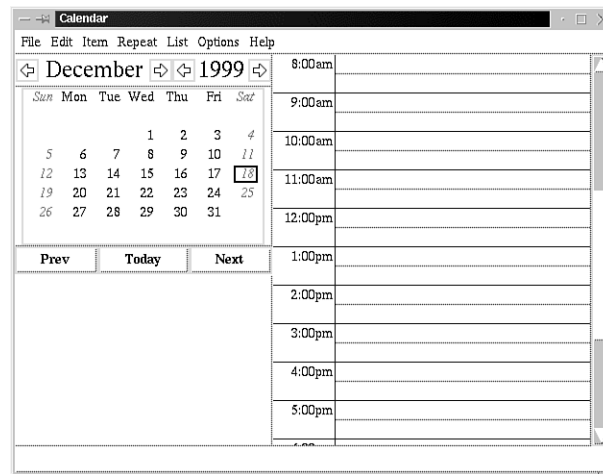 Calendar
File Edit Item Repeat List Options Help
December 1999
Sun Mon Tue Wed Thu Fri Sat
1 2 3 4
5 6 7 8 9 10 11
12 13 14 15 16 17 18
19 20 21 22 23 24 25
26 27 28 29 30 31
Prev Today Next
8:00am
9:00am
10:00am
11:00am
12:00pm
1:00pm
2:00pm
3:00pm
4:00pm
5:00pm